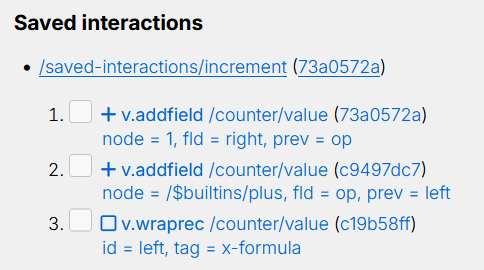 Saved interactions
• /saved-interactions/increment (73a0572a)
1. + v.addfield /counter/value (73a0572a)
node = 1, fld = right, prev = op
2. + v.addfield /counter/value (c9497dc7)
node = /$builtins/plus, fld = op, prev = left
3. v.wraprec /counter/value (c19b58ff)
id = left, tag = x-formula